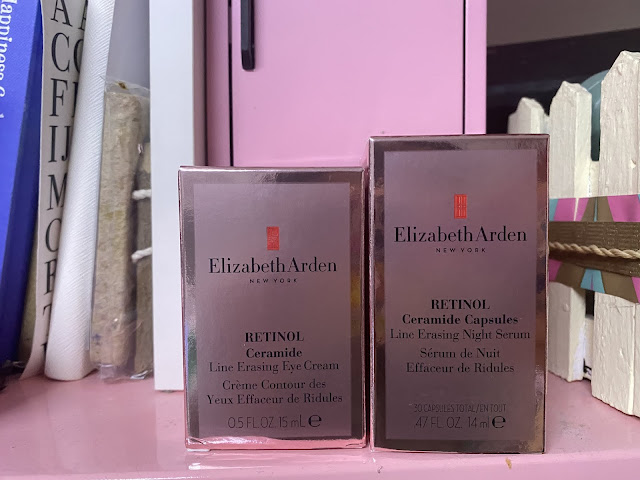 Happiness
Elizabeth Arden
NEW YORK
RETINOL
Ceramide
Line Erasing Eye Cream
Crème Contour des
Yeux Effaceur de Ridules
0.5 FL.OZ. 15 mL ℮
Elizabeth Arden
NEW YORK
RETINOL
Ceramide Capsules
Line Erasing Night Serum
Sérum de Nuit
Effaceur de Ridules
30 CAPSULES TOTAL/EN TOUT
.47 FL.OZ. 14 ml ℮